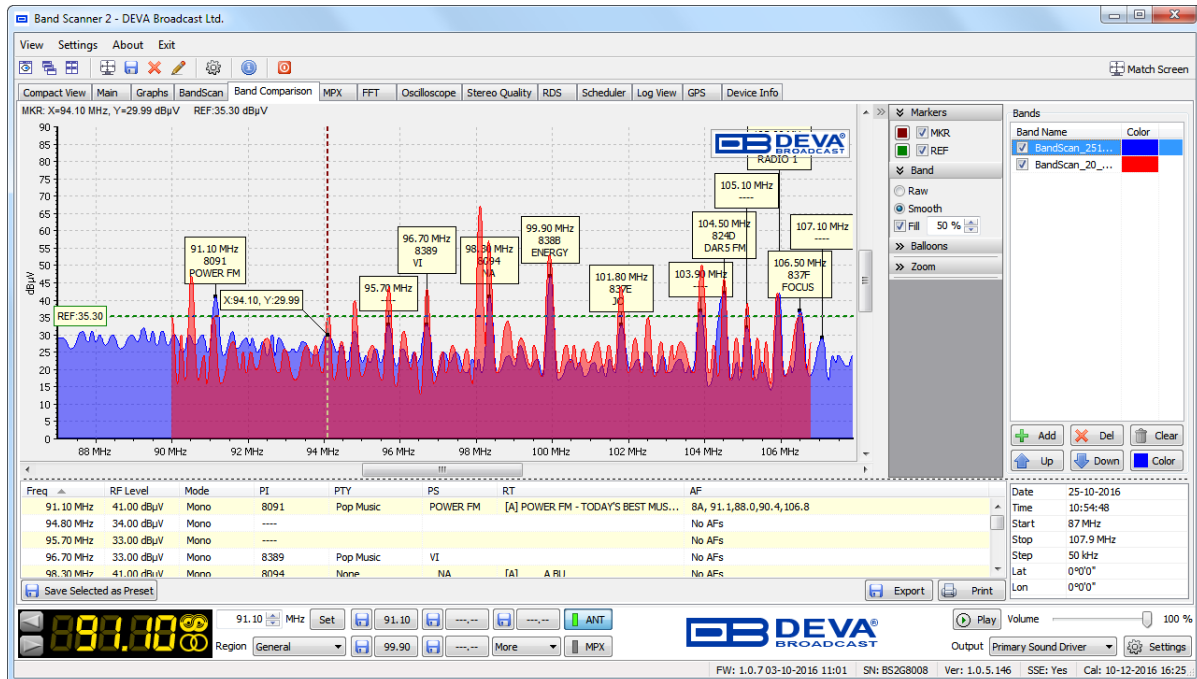 Band Scanner 2 - DEVA Broadcast Ltd.
View Settings About Exit
Match Screen
Compact View Main Graphs BandScan Band Comparison MPX FFT Oscilloscope Stereo Quality RDS Scheduler Log View GPS Device Info
MKR: X=94.10 MHz, Y=29.99 dBµV REF:35.30 dBµV
dBµV
90
85
80
75
70
65
60
55
50
45
40
35
30
25
20
15
10
5
0
DEVA
BROADCAST
RADIO 1
105.10 MHz
----
91.10 MHz
8091
POWER FM
96.70 MHz
8389
VI
98.30 MHz
8094
NA
99.90 MHz
838B
ENERGY
104.50 MHz
824D
DAR5 FM
107.10 MHz
----
X:94.10, Y:29.99
95.70 MHz
----
101.80 MHz
837E
103.90 MHz
----
106.50 MHz
837F
FOCUS
REF:35.30
88 MHz 90 MHz 92 MHz 94 MHz 96 MHz 98 MHz 100 MHz 102 MHz 104 MHz 106 MHz
Markers
MKR
REF
Band
Raw
Smooth
Fill 50 %
Balloons
Zoom
Bands
Band Name Color
BandScan_251...
BandScan_20_...
Add Del Clear
Up Down Color
Freq RF Level Mode PI PTY PS RT AF
91.10 MHz 41.00 dBµV Mono 8091 Pop Music POWER FM [A] POWER FM - TODAY'S BEST MUS... 8A, 91.1,88.0,90.4,106.8
94.80 MHz 34.00 dBµV Mono ---- No AFs
95.70 MHz 33.00 dBµV Mono ---- No AFs
96.70 MHz 33.00 dBµV Mono 8389 Pop Music VI No AFs
98.30 MHz 41.00 dBµV Mono 8094 None NA [A] A BU No AFs
Date 25-10-2016
Time 10:54:48
Start 87 MHz
Stop 107.9 MHz
Step 50 kHz
Lat 0°0'0"
Lon 0°0'0"
Save Selected as Preset Export Print
91.10
91.10 MHz Set 91.10 ---,-- ---,-- ANT
Region General 99.90 ---,-- More MPX
DEVA
BROADCAST
Play Volume 100 %
Output Primary Sound Driver Settings
FW: 1.0.7 03-10-2016 11:01 SN: BS2G8008 Ver: 1.0.5.146 SSE: Yes Cal: 10-12-2016 16:25